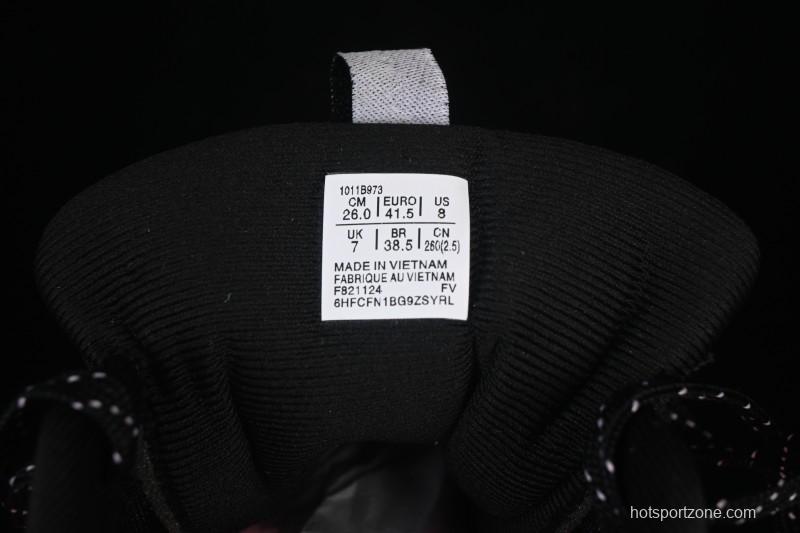 1011B973
CM EURO US
26.0 41.5 8
UK BR CN
7 38.5 260(2.5)
MADE IN VIETNAM
FABRIQUE AU VIETNAM
F821124 FV
6HFCFN1BG9ZSYRL
hotsportzone.com